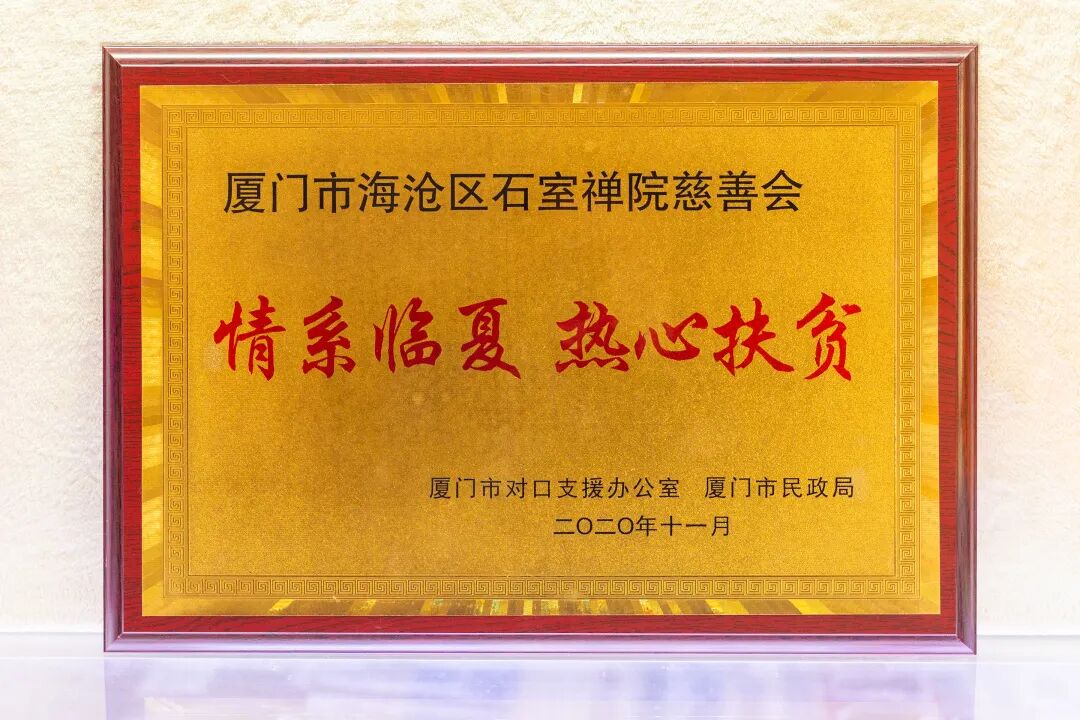 厦门市海沧区石室禅院慈善会
情系临夏 热心扶贫
厦门市对口支援办公室 厦门市民政局
二〇二〇年十一月